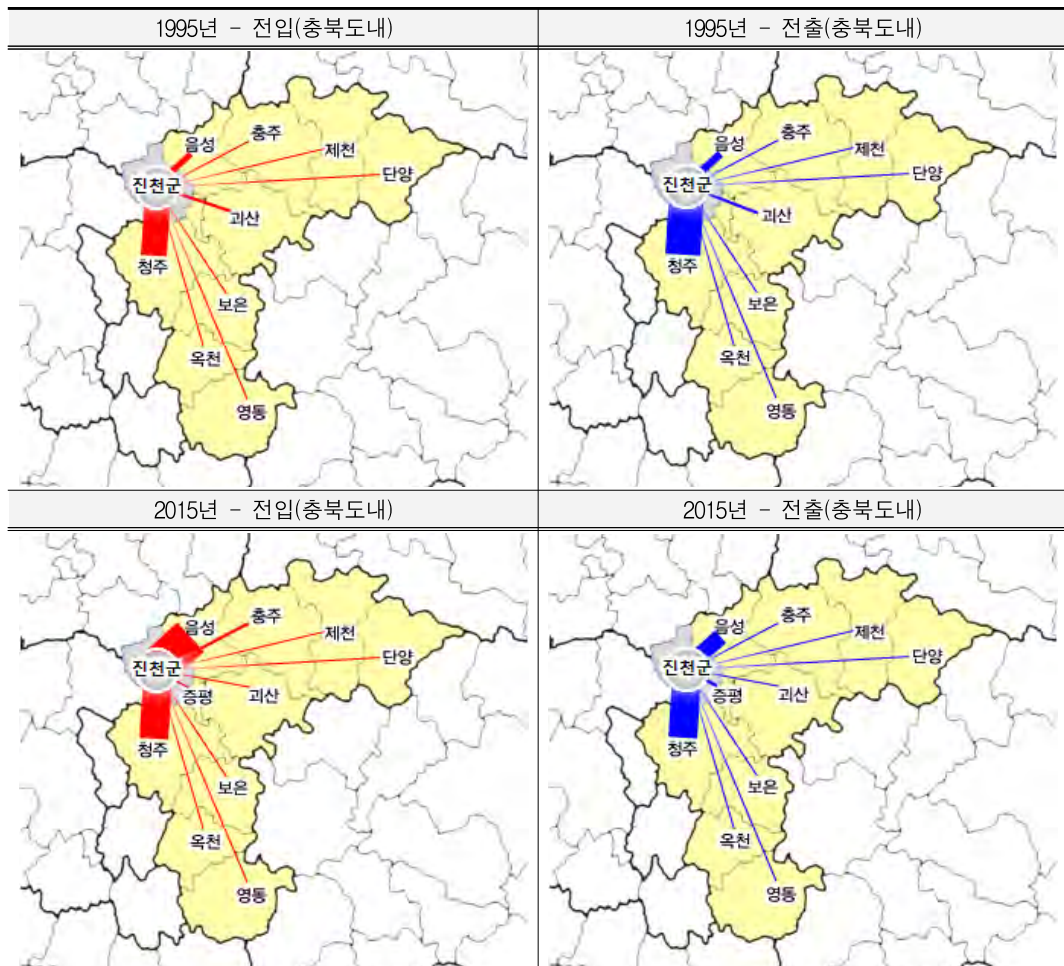 1995년 - 전입(충북도내)
1995년 - 전출(충북도내)
음성
충주
제천
단양
진천군
괴산
청주
보은
옥천
영동
음성
충주
제천
단양
진천군
괴산
청주
보은
옥천
영동
2015년 - 전입(충북도내)
2015년 - 전출(충북도내)
음성
충주
제천
단양
진천군
증평
괴산
청주
보은
옥천
영동
음성
충주
제천
단양
진천군
증평
괴산
청주
보은
옥천
영동